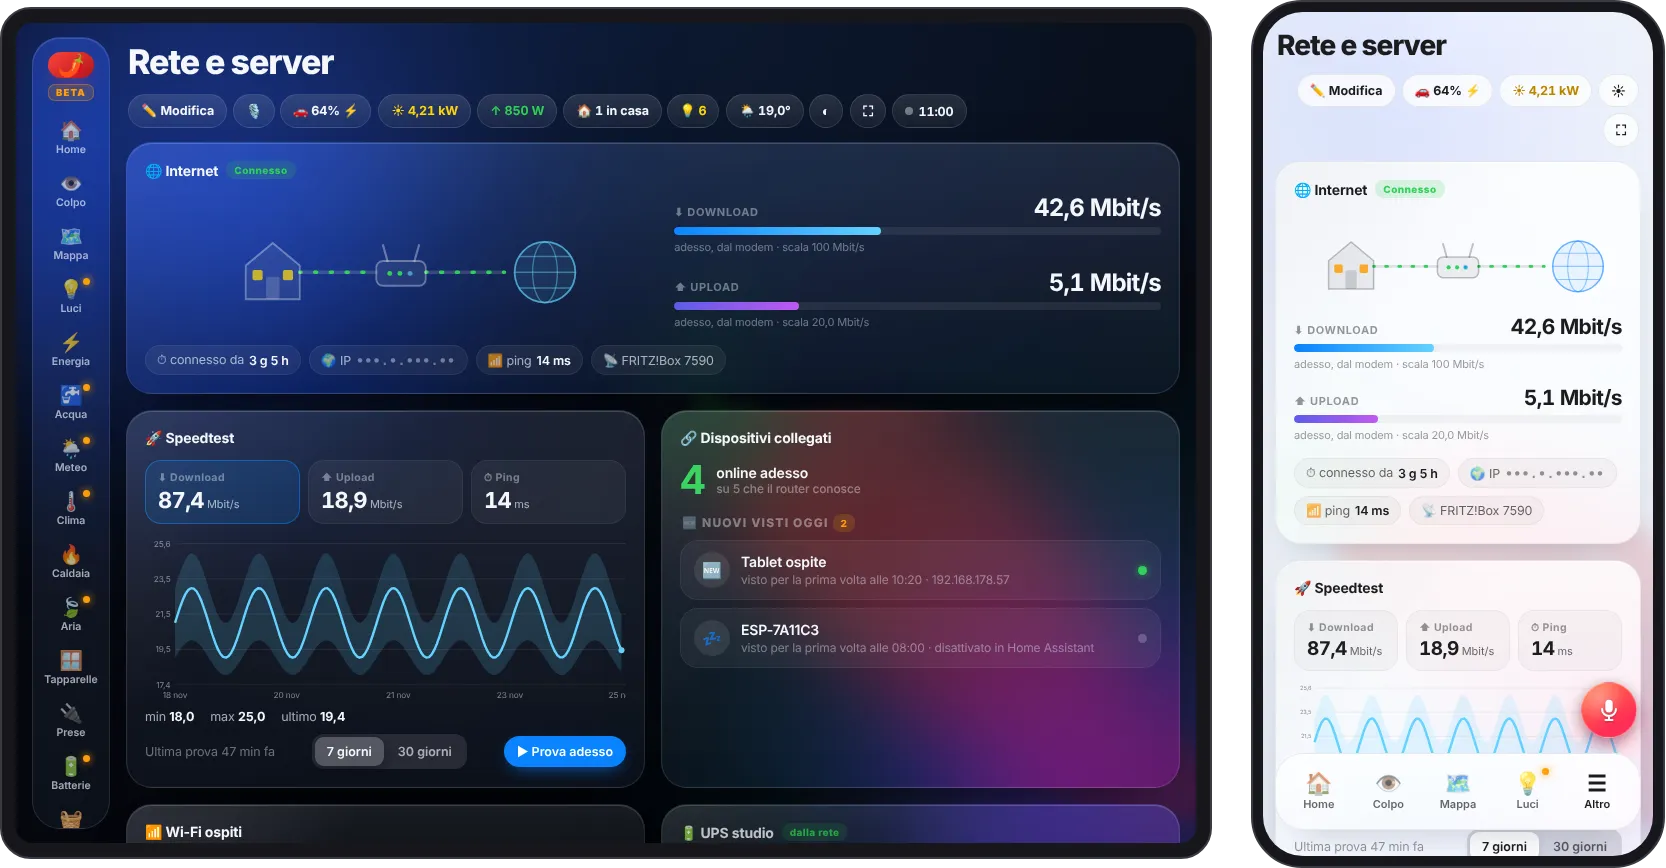 BETA
Home
Colpo
Mappa
Luci
Energia
Acqua
Meteo
Clima
Caldaia
Aria
Tapparelle
Prese
Batterie
Rete e server
Modifica
64%
4,21 kW
↑ 850 W
1 in casa
6
19,0°
11:00
Internet Connesso
DOWNLOAD 42,6 Mbit/s
adesso, dal modem · scala 100 Mbit/s
UPLOAD 5,1 Mbit/s
adesso, dal modem · scala 20,0 Mbit/s
connesso da 3 g 5 h
IP •••.•.•••.••
ping 14 ms
FRITZ!Box 7590
Speedtest
Download
87,4 Mbit/s
Upload
18,9 Mbit/s
Ping
14 ms
25,6
23,5
21,5
19,5
17,4
18 nov 20 nov 21 nov 23 nov 25 n
min 18,0 max 25,0 ultimo 19,4
Ultima prova 47 min fa
7 giorni 30 giorni
Prova adesso
Dispositivi collegati
4 online adesso
su 5 che il router conosce
NUOVI VISTI OGGI 2
NEW
Tablet ospite
visto per la prima volta alle 10:20 · 192.168.178.57
ESP-7A11C3
visto per la prima volta alle 08:00 · disattivato in Home Assistant
Wi-Fi ospiti
UPS studio dalla rete
Rete e server
Modifica
64%
4,21 kW
Internet Connesso
DOWNLOAD 42,6 Mbit/s
adesso, dal modem · scala 100 Mbit/s
UPLOAD 5,1 Mbit/s
adesso, dal modem · scala 20,0 Mbit/s
connesso da 3 g 5 h
IP •••.•.•••.••
ping 14 ms
FRITZ!Box 7590
Speedtest
Download
87,4 Mbit/s
Upload
18,9 Mbit/s
Ping
14 ms
25,6
23,5
21,5
Home
Colpo
Mappa
Luci
Altro
Ultima prova 47 min fa
7 giorni 30 giorni